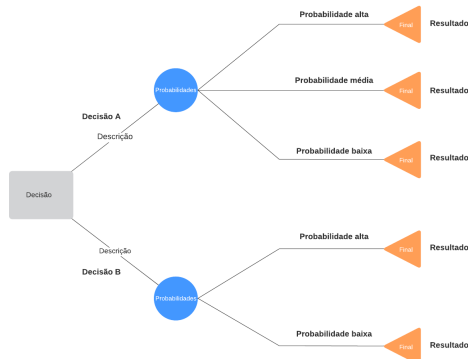 Probabilidade alta
Final
Resultado
Probabilidades
Probabilidade média
Final
Resultado
Decisão A
Descrição
Probabilidade baixa
Final
Resultado
Decisão
Probabilidade alta
Final
Resultado
Descrição
Decisão B
Probabilidades
Probabilidade baixa
Final
Resultado